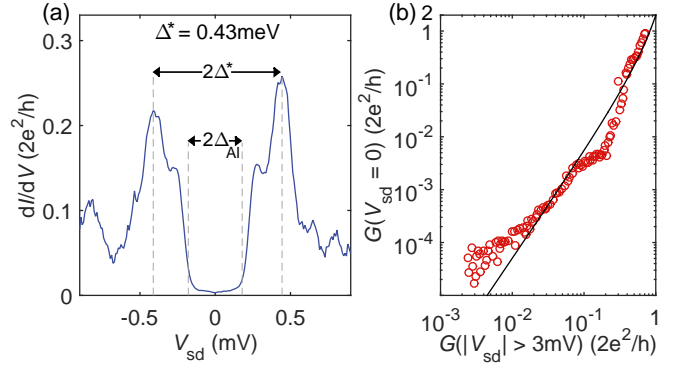 (a)
Δ* = 0.43meV
2Δ*
2Δ_Al
dI/dV (2e²/h)
0.3
0.2
0.1
0
-0.5
0
0.5
V_sd (mV)
(b)
G(V_sd = 0) (2e²/h)
2
10⁻¹
10⁻²
10⁻³
10⁻⁴
10⁻³
10⁻²
10⁻¹
1
G(|V_sd| > 3mV) (2e²/h)